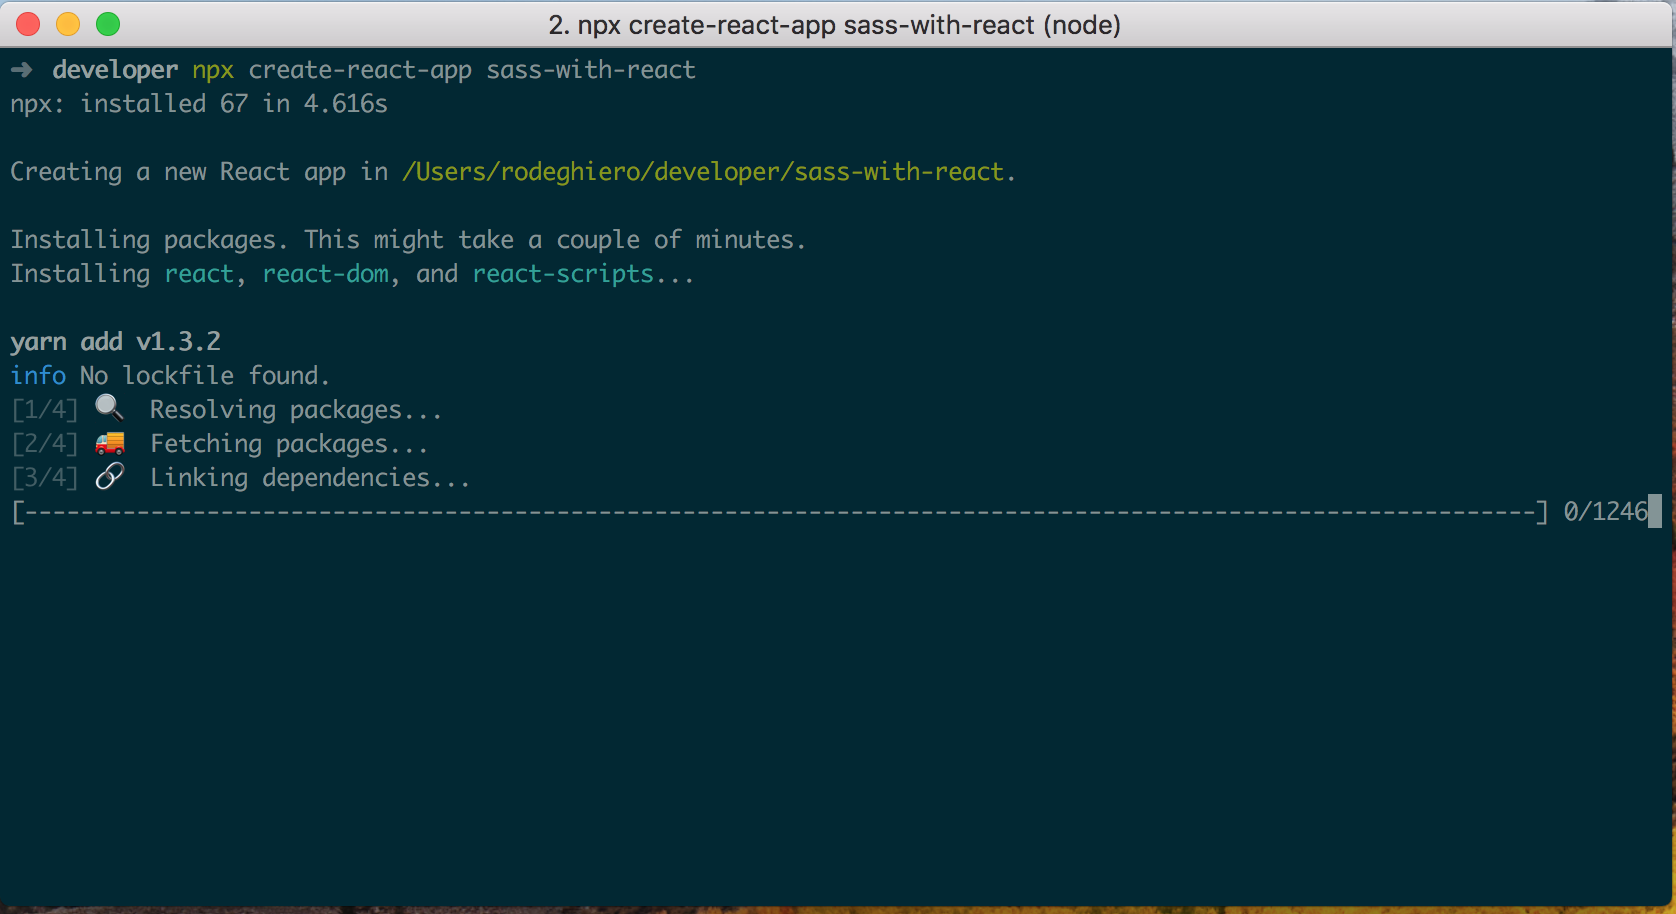 2. npx create-react-app sass-with-react (node)
➜ developer npx create-react-app sass-with-react
npx: installed 67 in 4.616s
Creating a new React app in /Users/rodeghiero/developer/sass-with-react.
Installing packages. This might take a couple of minutes.
Installing react, react-dom, and react-scripts...
yarn add v1.3.2
info No lockfile found.
[1/4] 🔍 Resolving packages...
[2/4] 🚚 Fetching packages...
[3/4] 🔗 Linking dependencies...
[------------------------------------------------------------------------------------------------------------] 0/1246